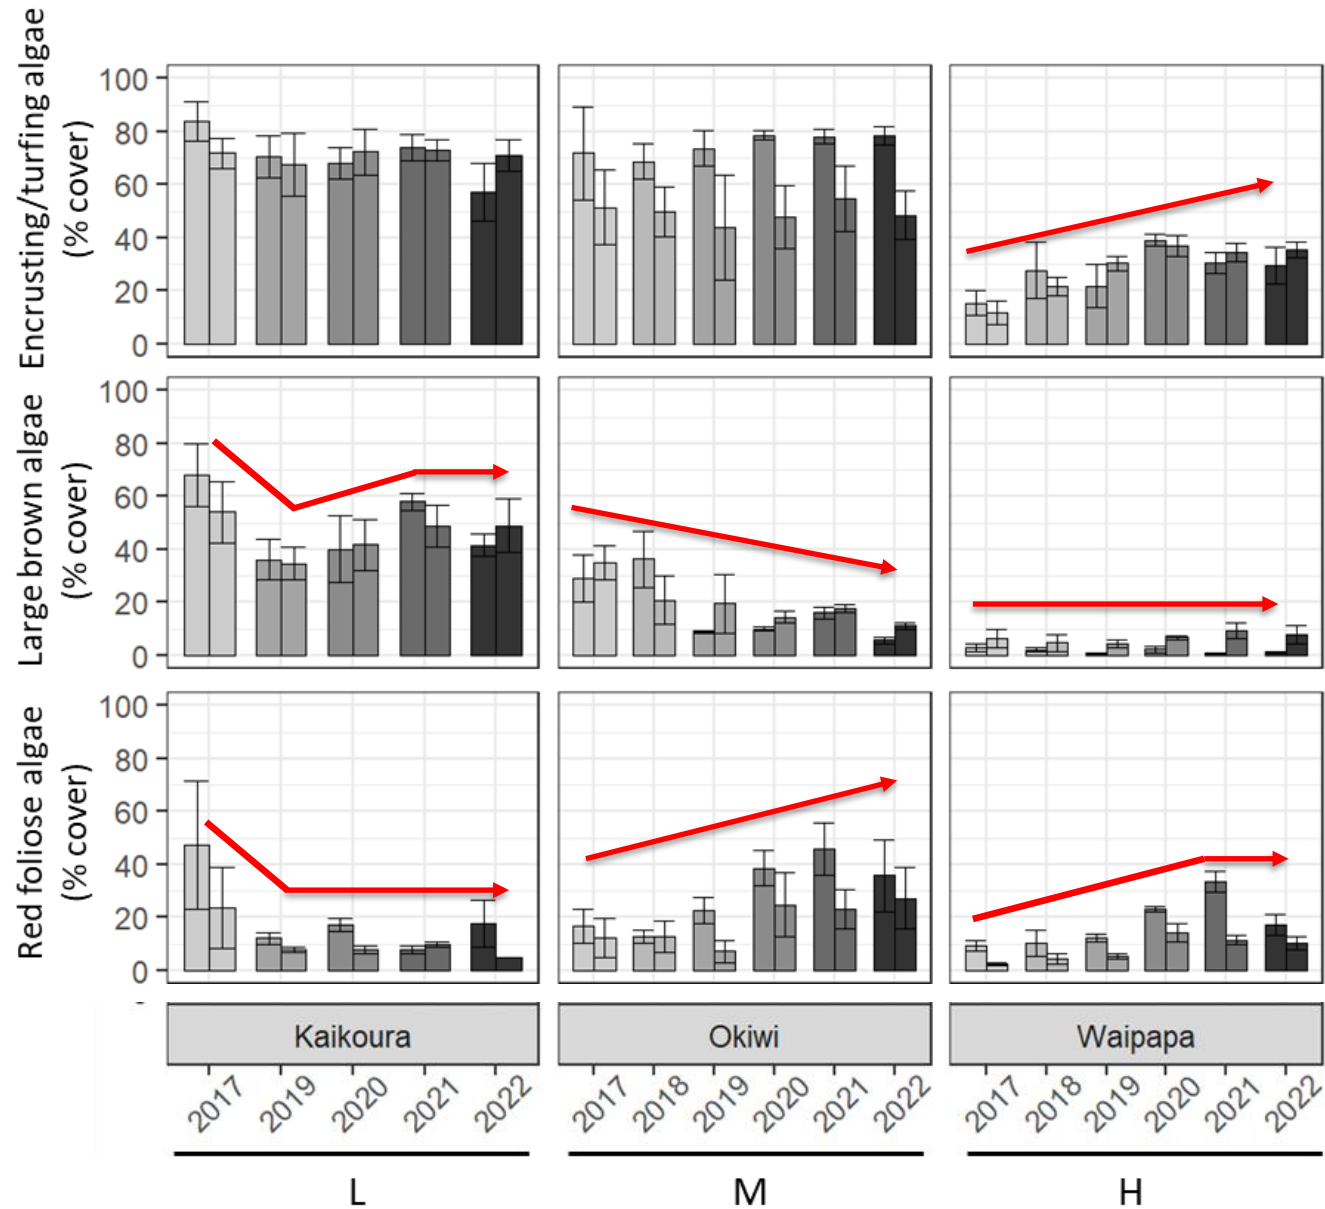 Encrusting/turfing algae
(% cover)
100
80
60
40
20
0
Large brown algae
(% cover)
100
80
60
40
20
0
Red foliose algae
(% cover)
100
80
60
40
20
0
Kaikoura Okiwi Waipapa
2017 2019 2020 2021 2022 2017 2018 2019 2020 2021 2022 2017 2018 2019 2020 2021 2022
L M H